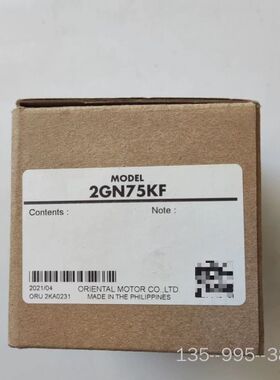 MODEL
2GN75KF
Contents : Note :
2021/04 ORIENTAL MOTOR CO.,LTD.
ORU 2KA0231 MADE IN THE PHILIPPINES
135--995--3